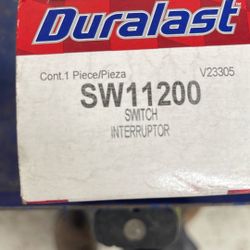 Duralast
Cont.1 Piece/Pieza V23305
SW11200
SWITCH
INTERRUPTOR